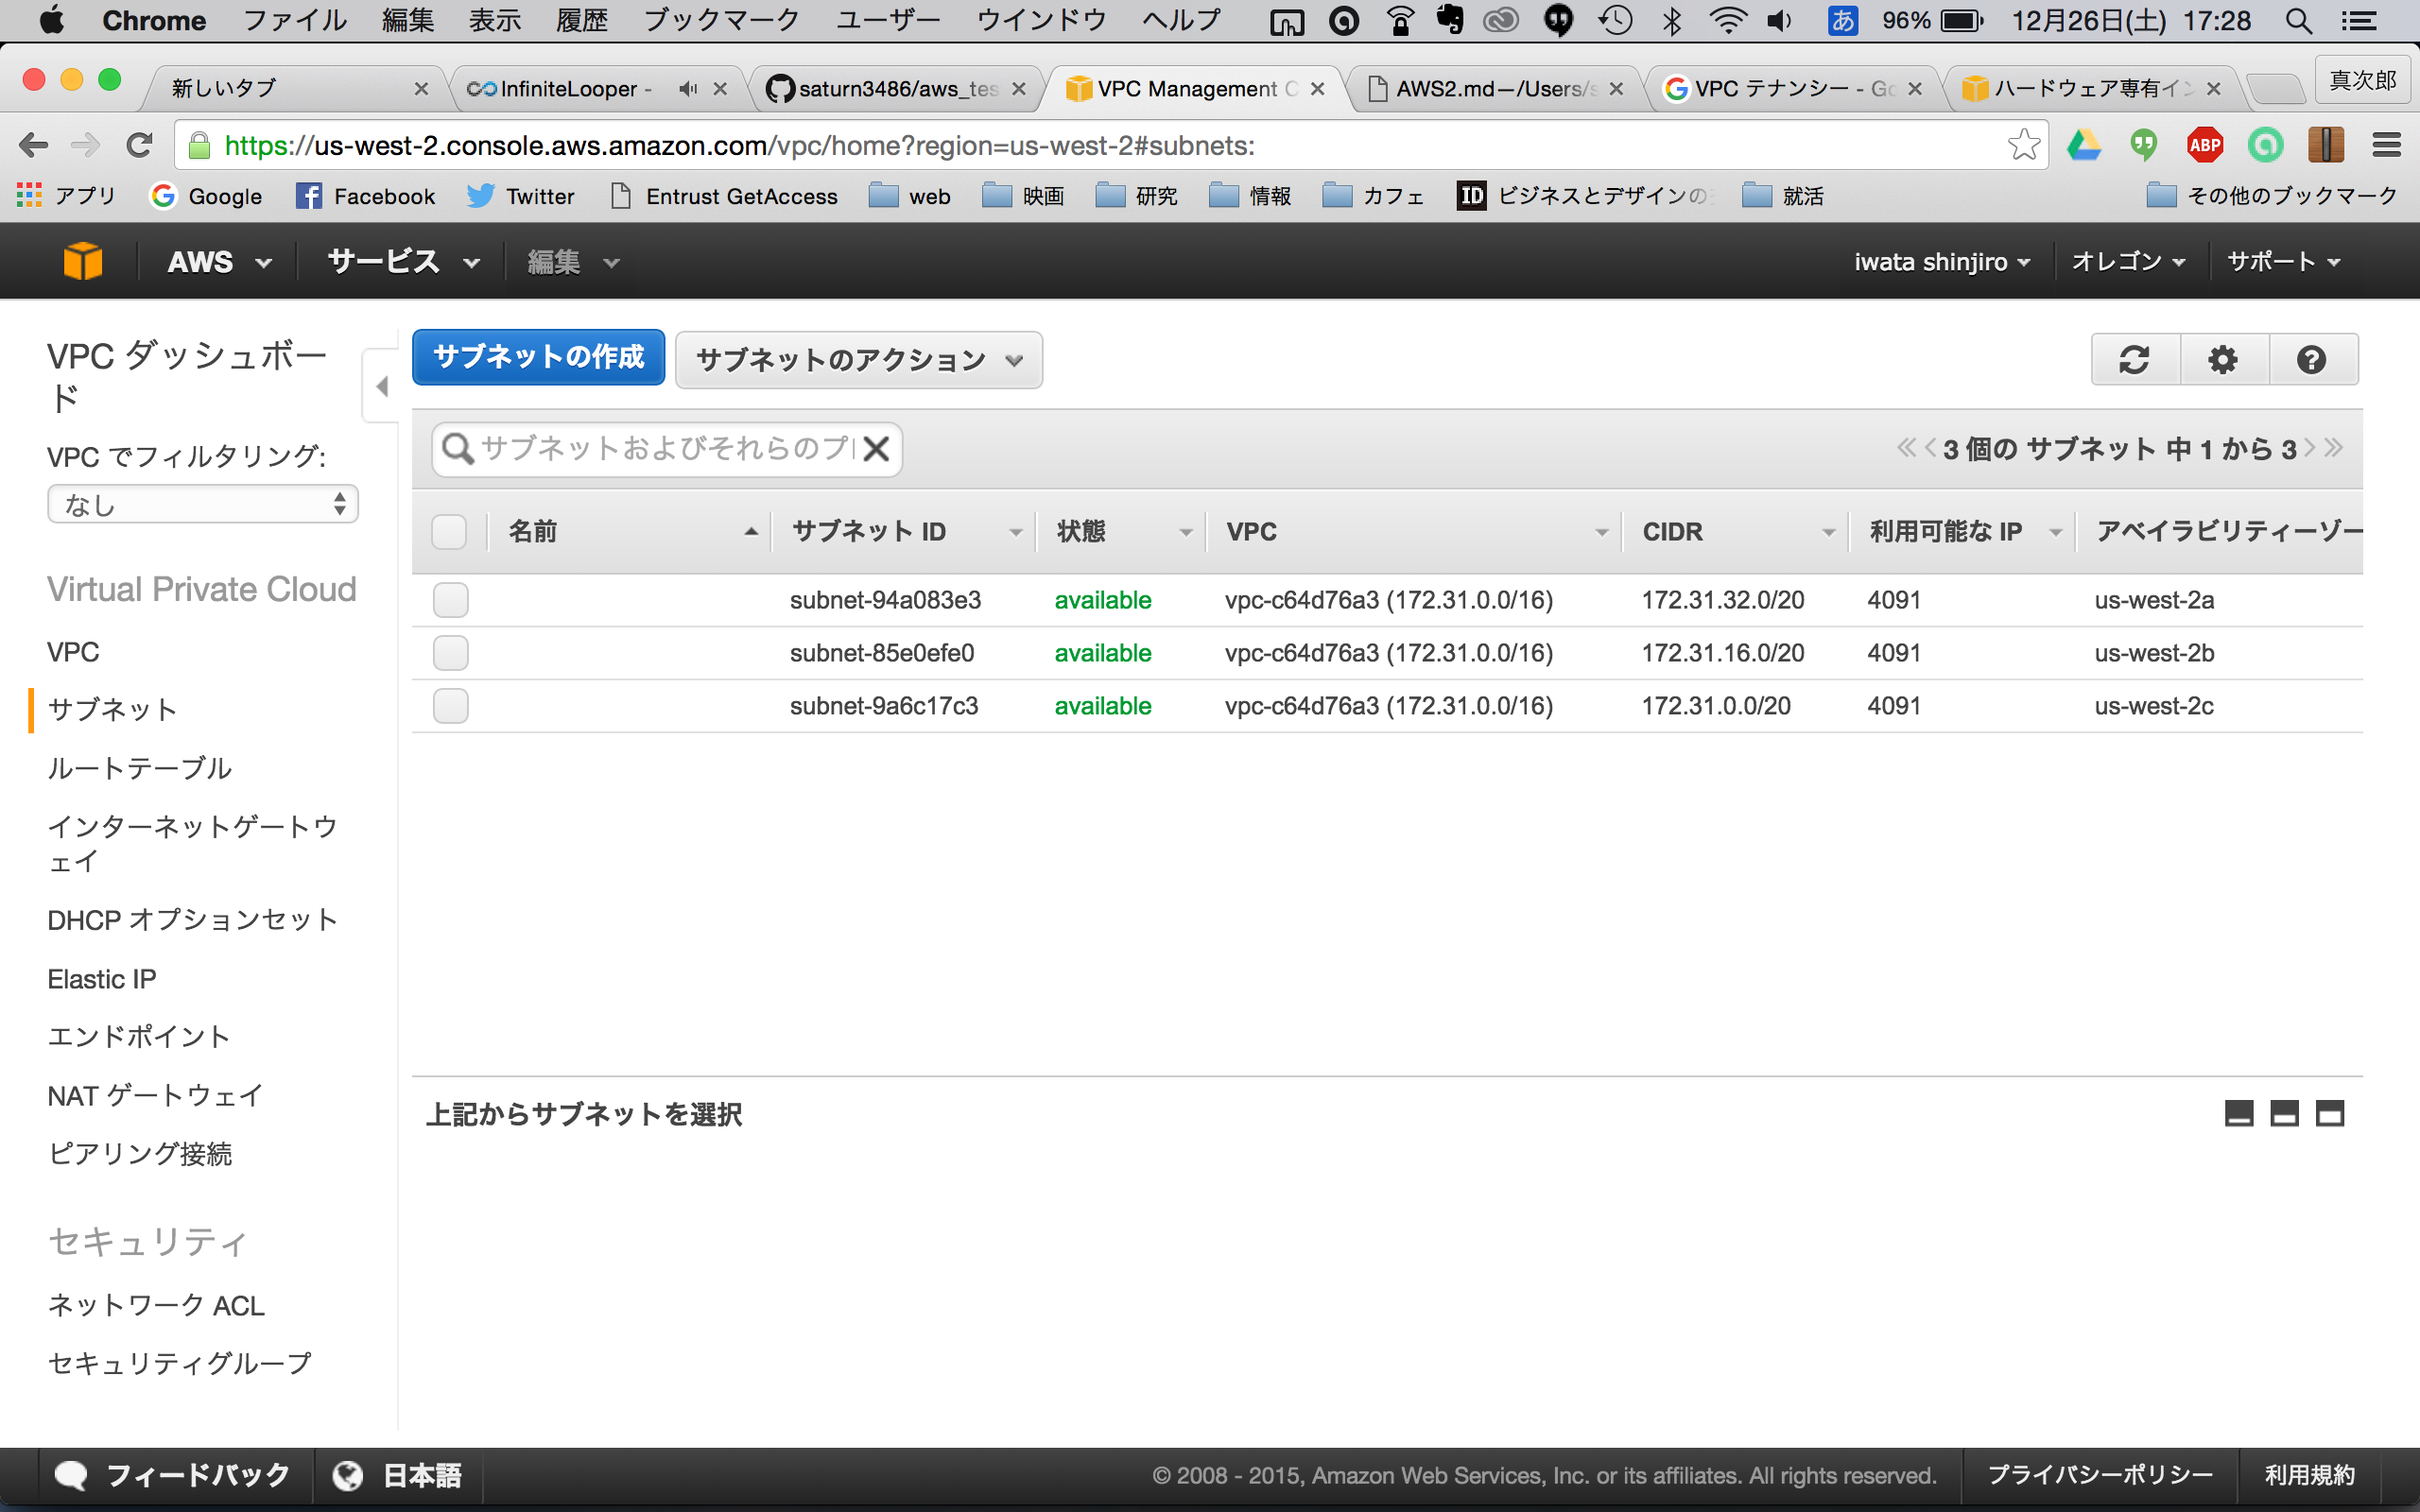 Chrome ファイル 編集 表示 履歴 ブックマーク ユーザー ウインドウ ヘルプ あ 96% 12月26日(土) 17:28
新しいタブ InfiniteLooper - saturn3486/aws_tes VPC Management C AWS2.md—/Users/s VPC テナンシー - Go ハードウェア専有イン 真次郎
https://us-west-2.console.aws.amazon.com/vpc/home?region=us-west-2#subnets: ABP
アプリ Google Facebook Twitter Entrust GetAccess web 映画 研究 情報 カフェ ID ビジネスとデザインの 就活 その他のブックマーク
AWS サービス 編集 iwata shinjiro オレゴン サポート
VPC ダッシュボー
ド
VPC でフィルタリング:
なし
Virtual Private Cloud
VPC
サブネット
ルートテーブル
インターネットゲートウ
ェイ
DHCP オプションセット
Elastic IP
エンドポイント
NAT ゲートウェイ
ピアリング接続
セキュリティ
ネットワーク ACL
セキュリティグループ
サブネットの作成 サブネットのアクション
サブネットおよびそれらのプ 3 個の サブネット 中 1 から 3
名前 サブネット ID 状態 VPC CIDR 利用可能な IP アベイラビリティーゾー
subnet-94a083e3 available vpc-c64d76a3 (172.31.0.0/16) 172.31.32.0/20 4091 us-west-2a
subnet-85e0efe0 available vpc-c64d76a3 (172.31.0.0/16) 172.31.16.0/20 4091 us-west-2b
subnet-9a6c17c3 available vpc-c64d76a3 (172.31.0.0/16) 172.31.0.0/20 4091 us-west-2c
上記からサブネットを選択
フィードバック 日本語 © 2008 - 2015, Amazon Web Services, Inc. or its affiliates. All rights reserved. プライバシーポリシー 利用規約